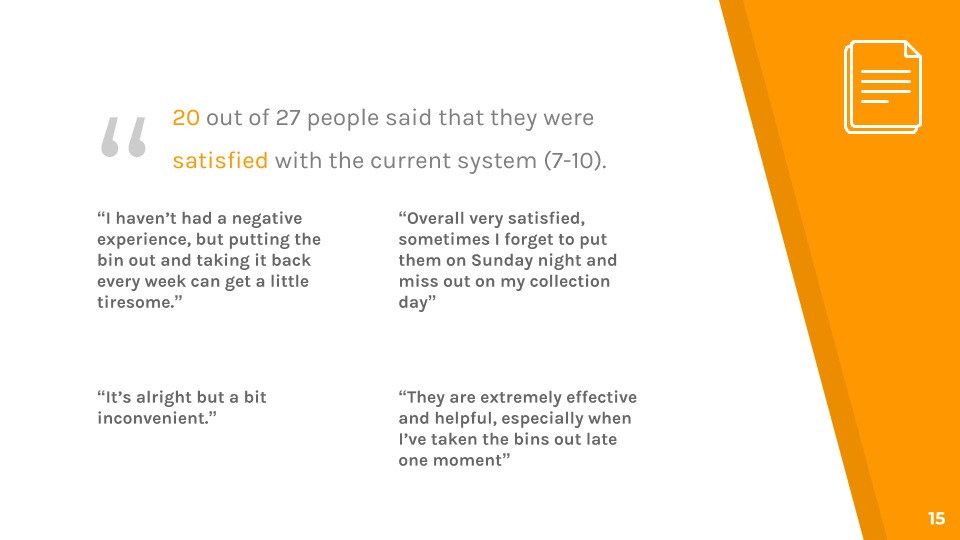 “
20 out of 27 people said that they were
satisfied with the current system (7-10).
“I haven’t had a negative
experience, but putting the
bin out and taking it back
every week can get a little
tiresome.”
“Overall very satisfied,
sometimes I forget to put
them on Sunday night and
miss out on my collection
day”
“It’s alright but a bit
inconvenient.”
“They are extremely effective
and helpful, especially when
I’ve taken the bins out late
one moment”
15